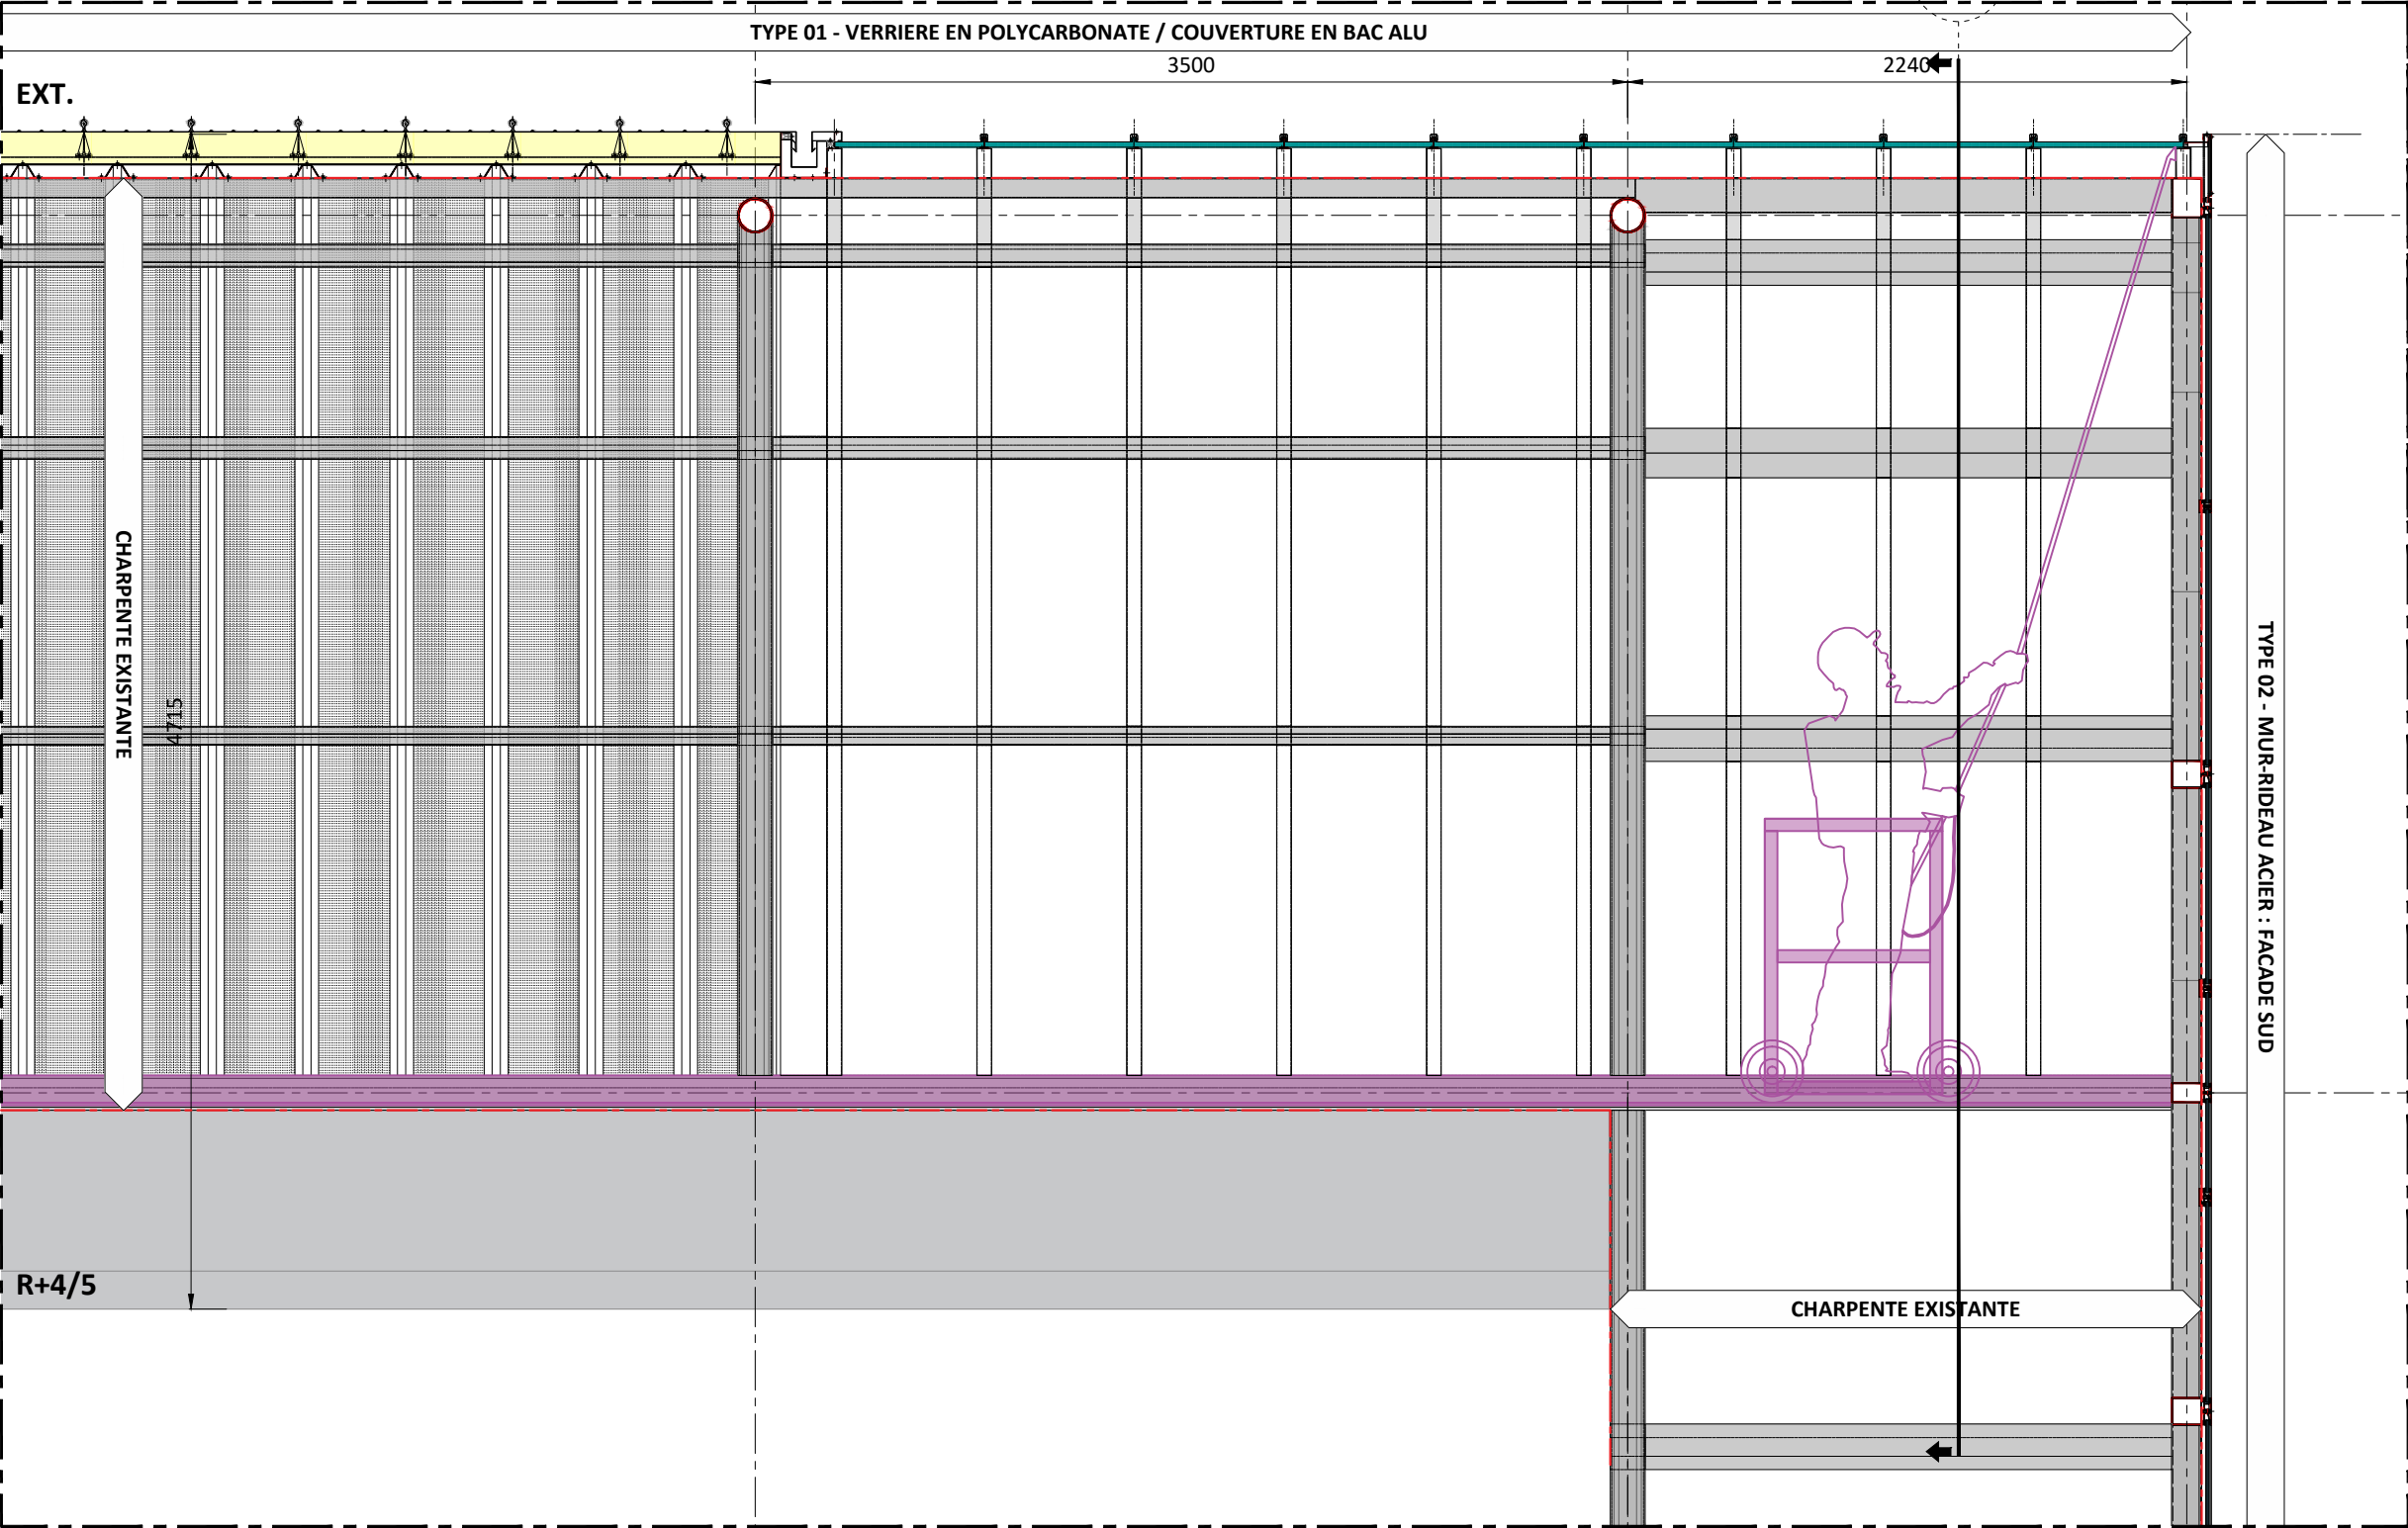 TYPE 01 - VERRIERE EN POLYCARBONATE / COUVERTURE EN BAC ALU
3500
2240
EXT.
CHARPENTE EXISTANTE
4715
TYPE 02 - MUR-RIDEAU ACIER : FACADE SUD
R+4/5
CHARPENTE EXISTANTE